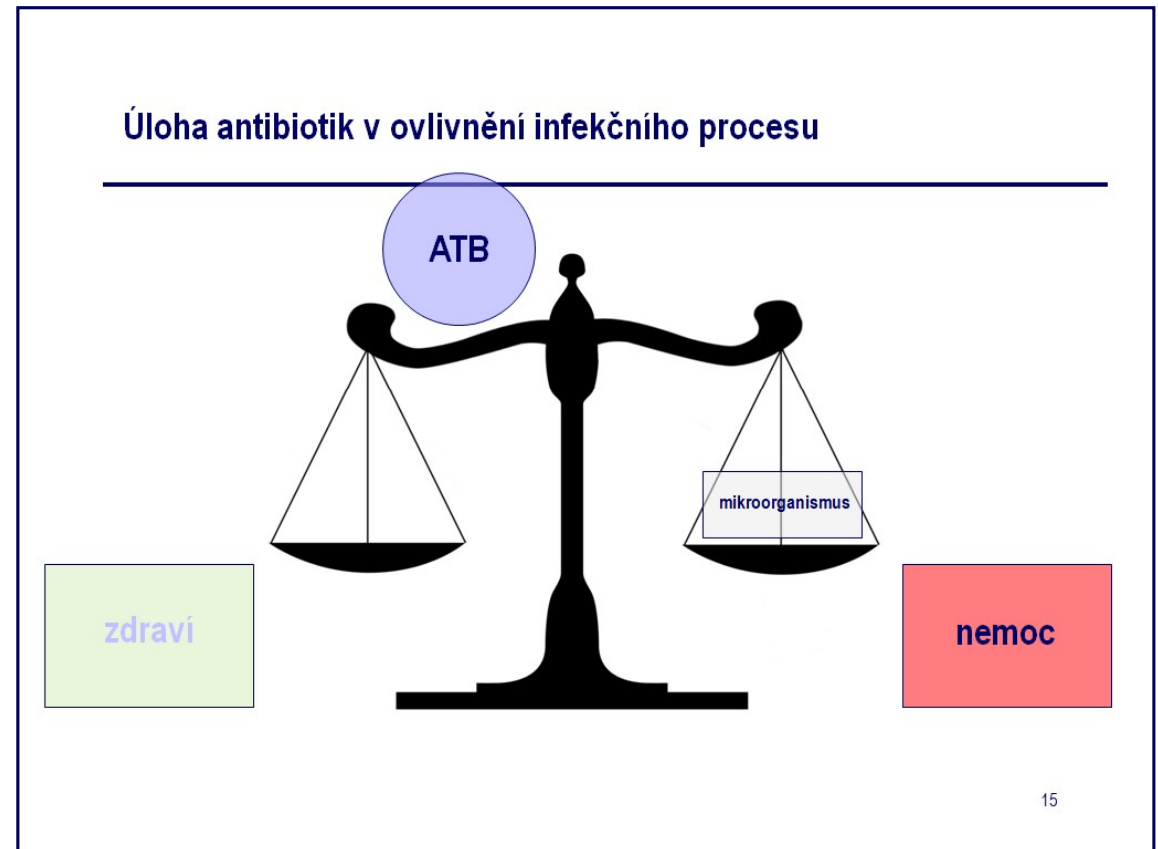 Úloha antibiotik v ovlivnění infekčního procesu
ATB
mikroorganismus
zdraví
nemoc
15